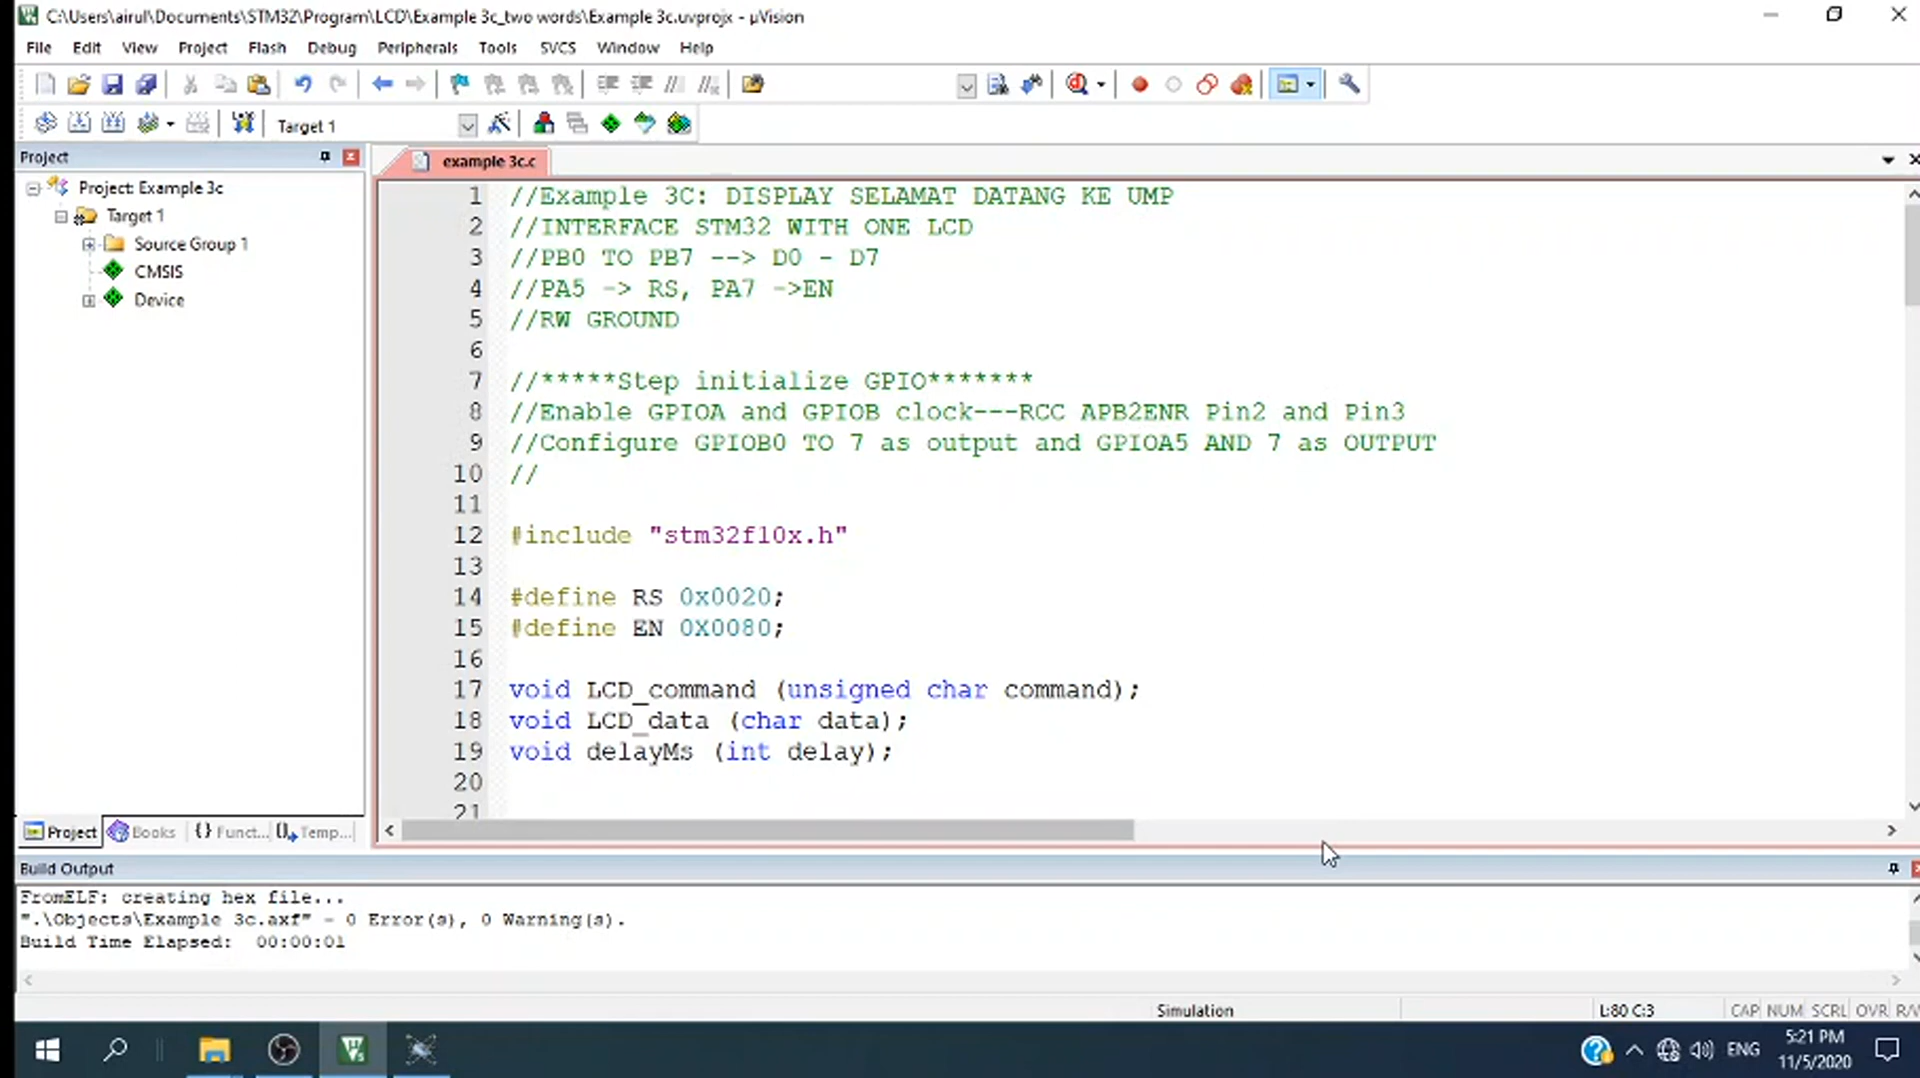 C:\Users\airul\Documents\STM32\Program\LCD\Example 3c_two words\Example 3c.uvprojx - µVision
File Edit View Project Flash Debug Peripherals Tools SVCS Window Help
Target 1
Project
example 3c.c
Project: Example 3c
Target 1
Source Group 1
CMSIS
Device
1 //Example 3C: DISPLAY SELAMAT DATANG KE UMP
2 //INTERFACE STM32 WITH ONE LCD
3 //PB0 TO PB7 --> D0 - D7
4 //PA5 -> RS, PA7 ->EN
5 //RW GROUND
6
7 //*****Step initialize GPIO*******
8 //Enable GPIOA and GPIOB clock---RCC APB2ENR Pin2 and Pin3
9 //Configure GPIOB0 TO 7 as output and GPIOA5 AND 7 as OUTPUT
10 //
11
12 #include "stm32f10x.h"
13
14 #define RS 0x0020;
15 #define EN 0X0080;
16
17 void LCD_command (unsigned char command);
18 void LCD_data (char data);
19 void delayMs (int delay);
20
21
Project Books {} Funct... Temp...
Build Output
FromELF: creating hex file...
".\Objects\Example 3c.axf" - 0 Error(s), 0 Warning(s).
Build Time Elapsed:  00:00:01
Simulation L:80 C:3 CAP NUM SCRL OVR R/V
ENG
5:21 PM
11/5/2020